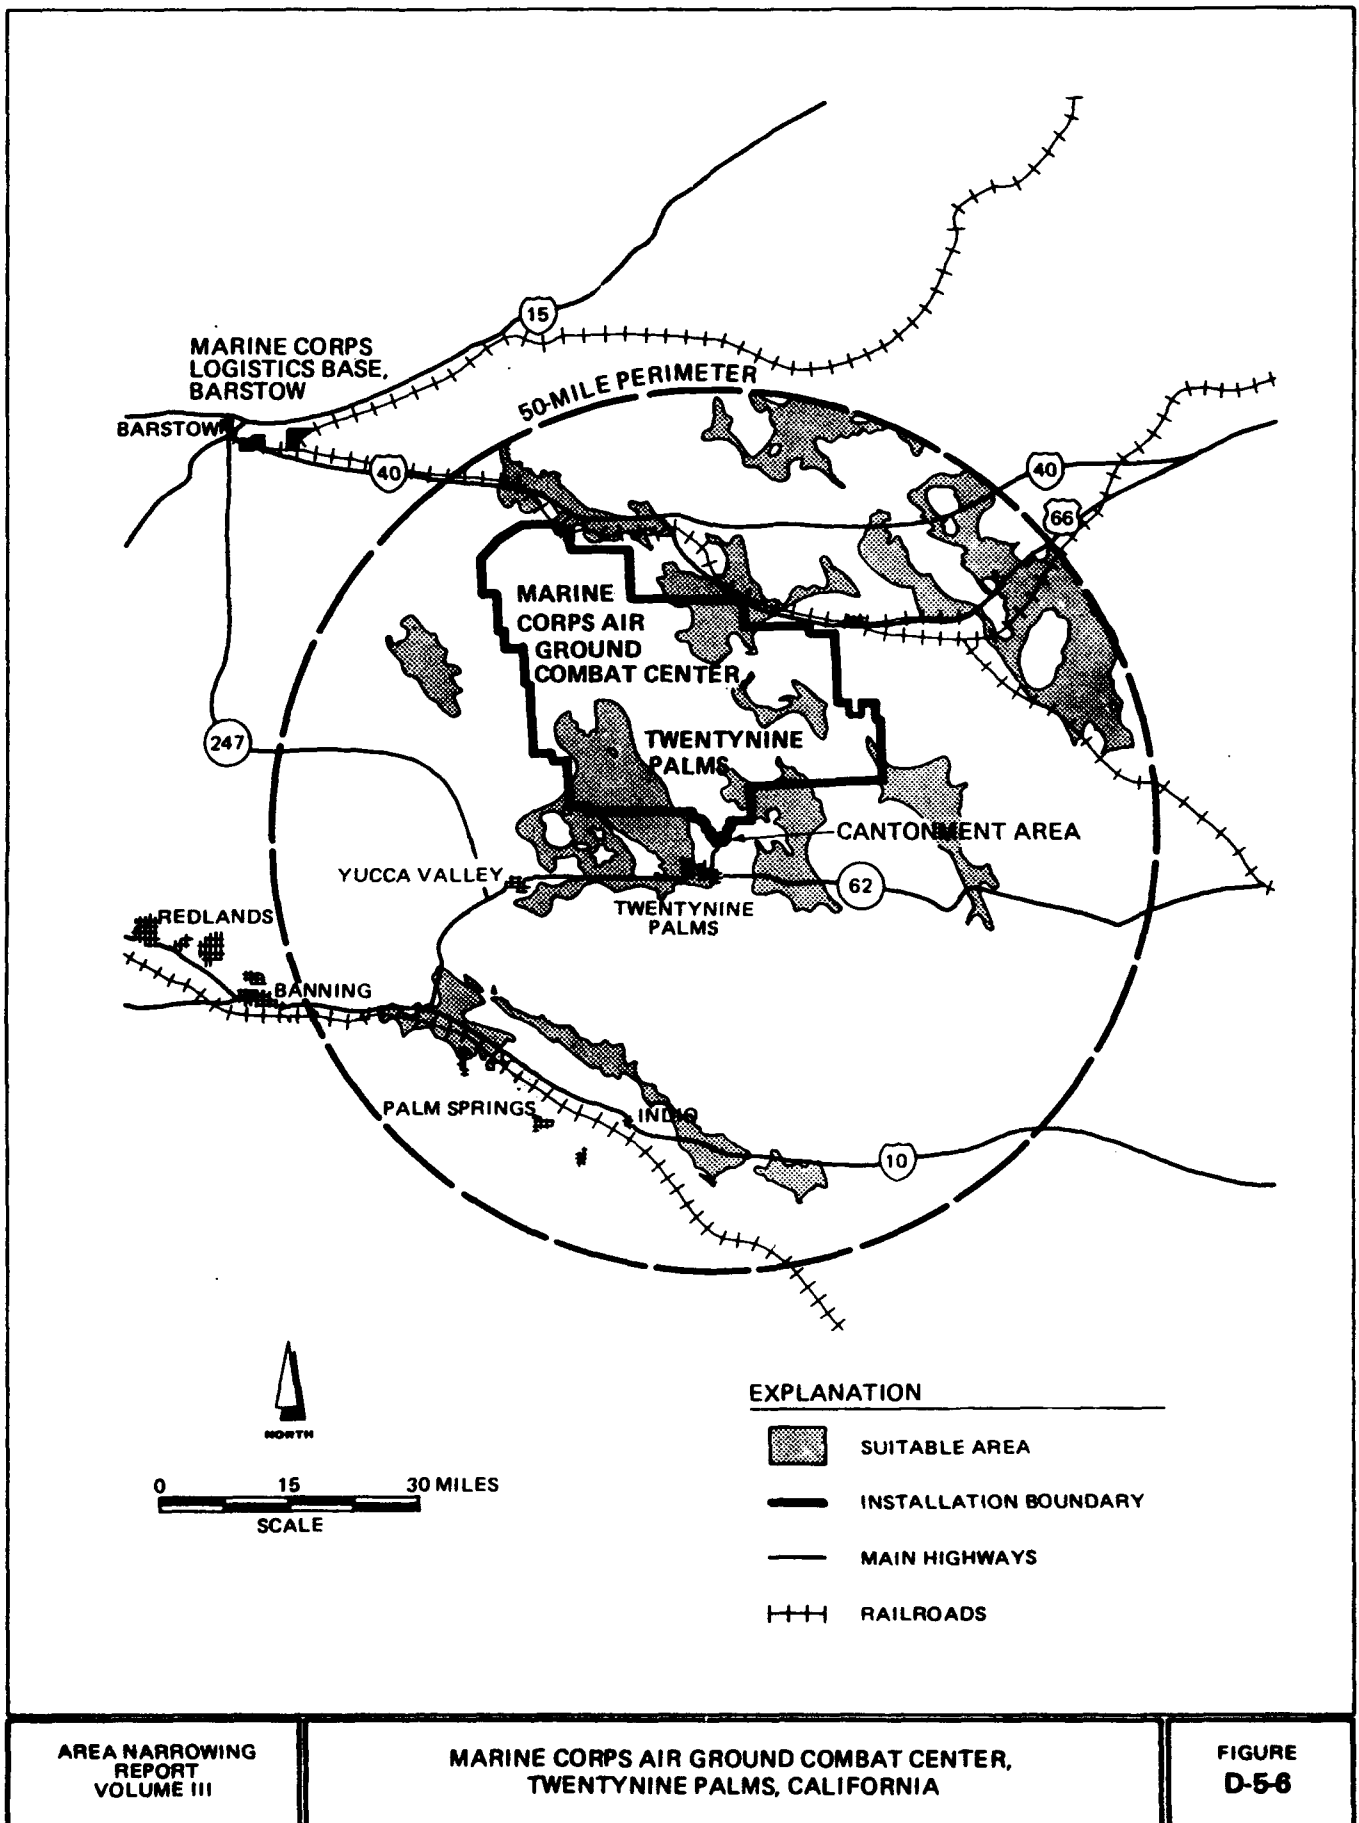 15
MARINE CORPS
LOGISTICS BASE,
BARSTOW
50-MILE PERIMETER
BARSTOW
40
40
66
MARINE
CORPS AIR
GROUND
COMBAT CENTER
247
TWENTYNINE
PALMS
CANTONMENT AREA
YUCCA VALLEY
62
TWENTYNINE
PALMS
REDLANDS
BANNING
PALM SPRINGS
INDIO
10
NORTH
0 15 30 MILES
SCALE
EXPLANATION
SUITABLE AREA
INSTALLATION BOUNDARY
MAIN HIGHWAYS
RAILROADS
AREA NARROWING
REPORT
VOLUME III
MARINE CORPS AIR GROUND COMBAT CENTER,
TWENTYNINE PALMS, CALIFORNIA
FIGURE
D-5-6